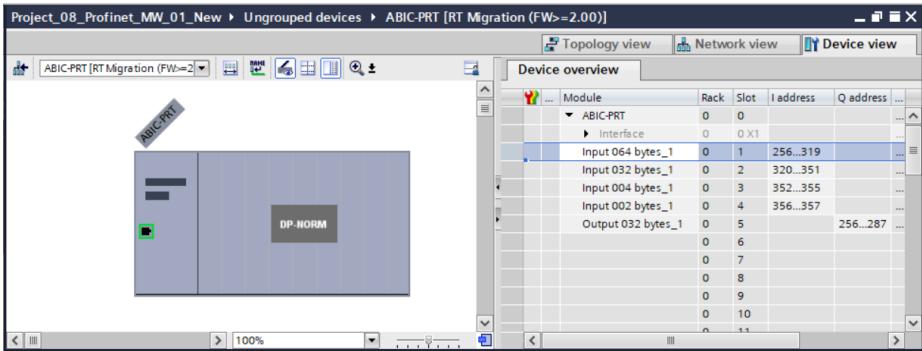 Project_08_Profinet_MW_01_New ▸ Ungrouped devices ▸ ABIC-PRT [RT Migration (FW>=2.00)]
Topology view Network view Device view
ABIC-PRT [RT Migration (FW>=2
Device overview
... Module Rack Slot I address Q address ...
ABIC-PRT 0 0 ...
Interface 0 0 X1 ...
Input 064 bytes_1 0 1 256...319 ...
Input 032 bytes_1 0 2 320...351 ...
Input 004 bytes_1 0 3 352...355 ...
Input 002 bytes_1 0 4 356...357 ...
Output 032 bytes_1 0 5 256...287 ...
0 6
0 7
0 8
0 9
0 10
0 11
ABIC-PRT
DP-NORM
100%